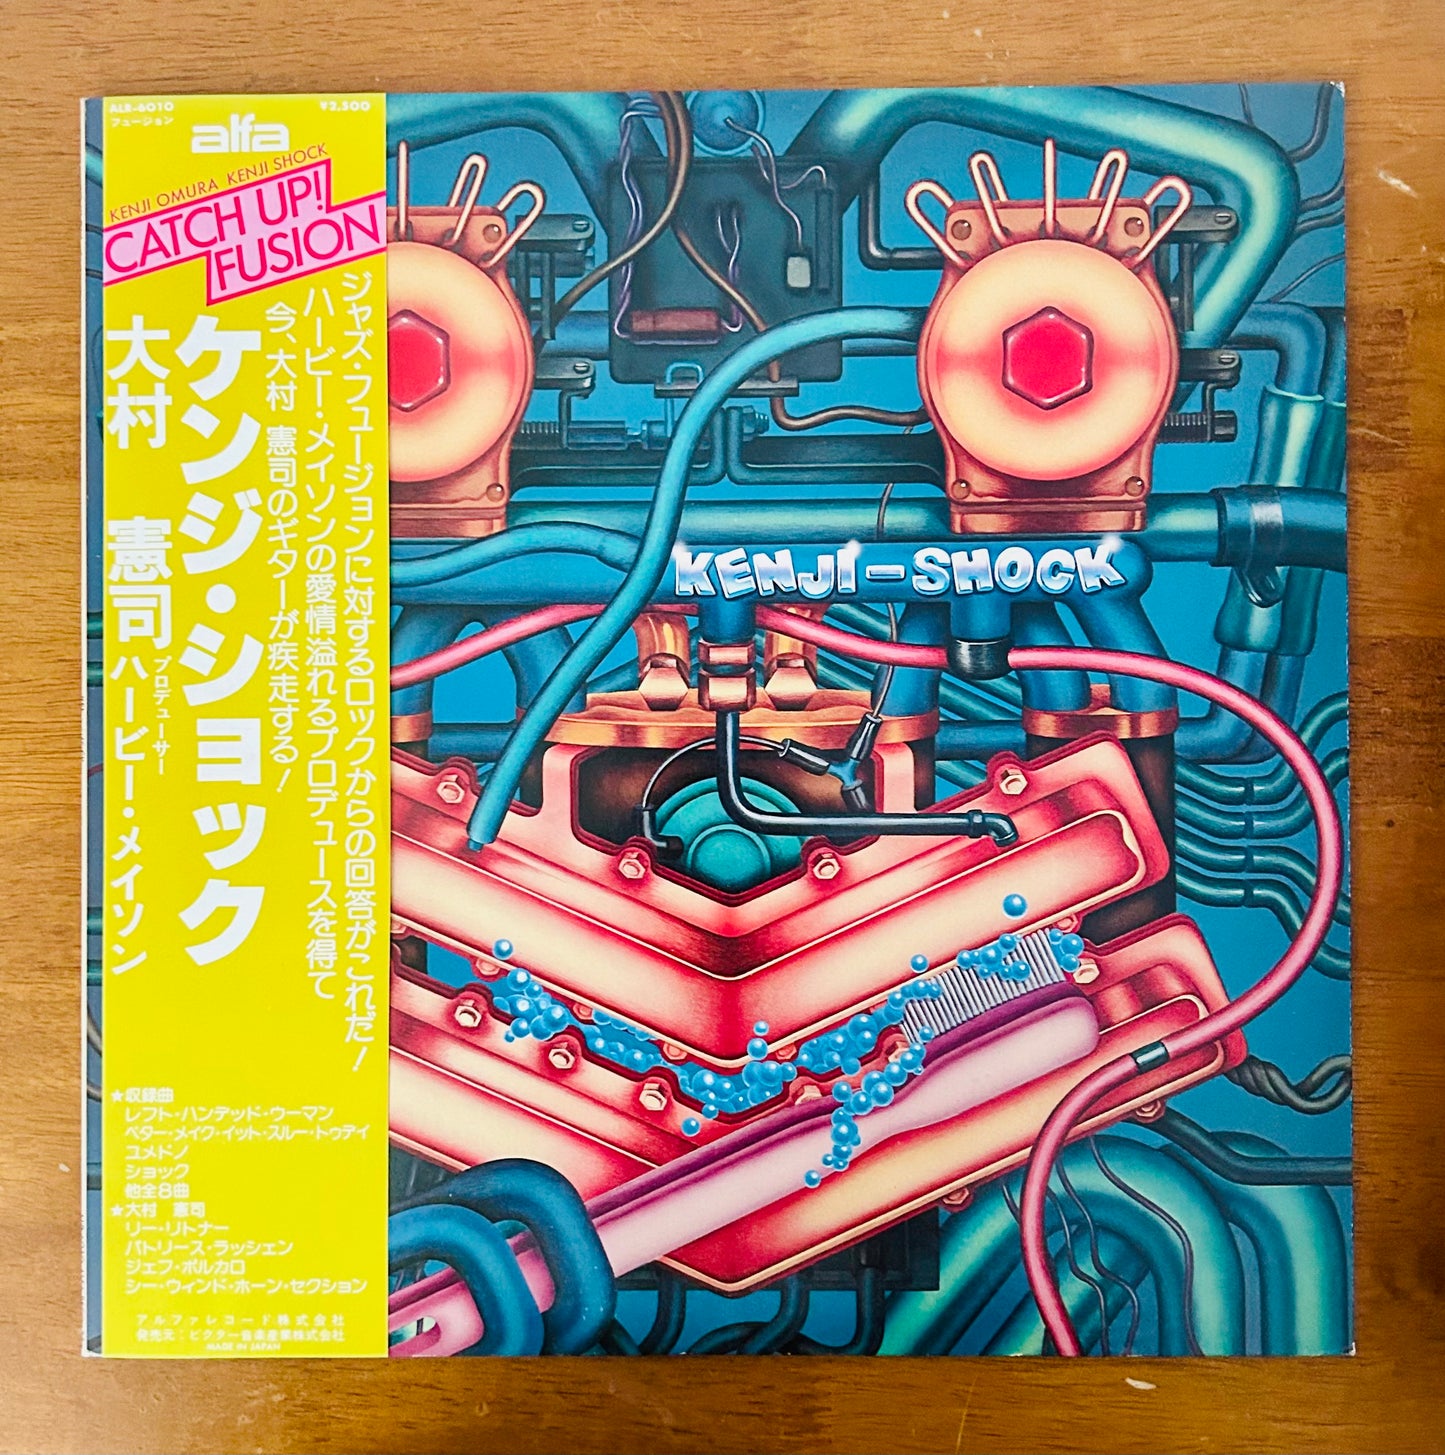 ALR-6010
フュージョン
¥2,500
alfa
KENJI OMURA KENJI SHOCK
CATCH UP!
FUSION
ジャズ・フュージョンに対するロックからの回答がこれだ！
ハービー・メイソンの愛情溢れるプロデュースを得て
今、大村 憲司のギターが疾走する！
ケンジ・ショック
大村 憲司
プロデューサー
ハービー・メイソン
★収録曲
レフト・ハンデッド・ウーマン
ベター・メイク・イット・スルー・トゥデイ
ユメドノ
ショック
他全8曲
★大村 憲司
リー・リトナー
パトリース・ラッシェン
ジェフ・ポルカロ
シー・ウィンド・ホーン・セクション
アルファレコード株式会社
発売元：ビクター音楽産業株式会社
MADE IN JAPAN
KENJI-SHOCK